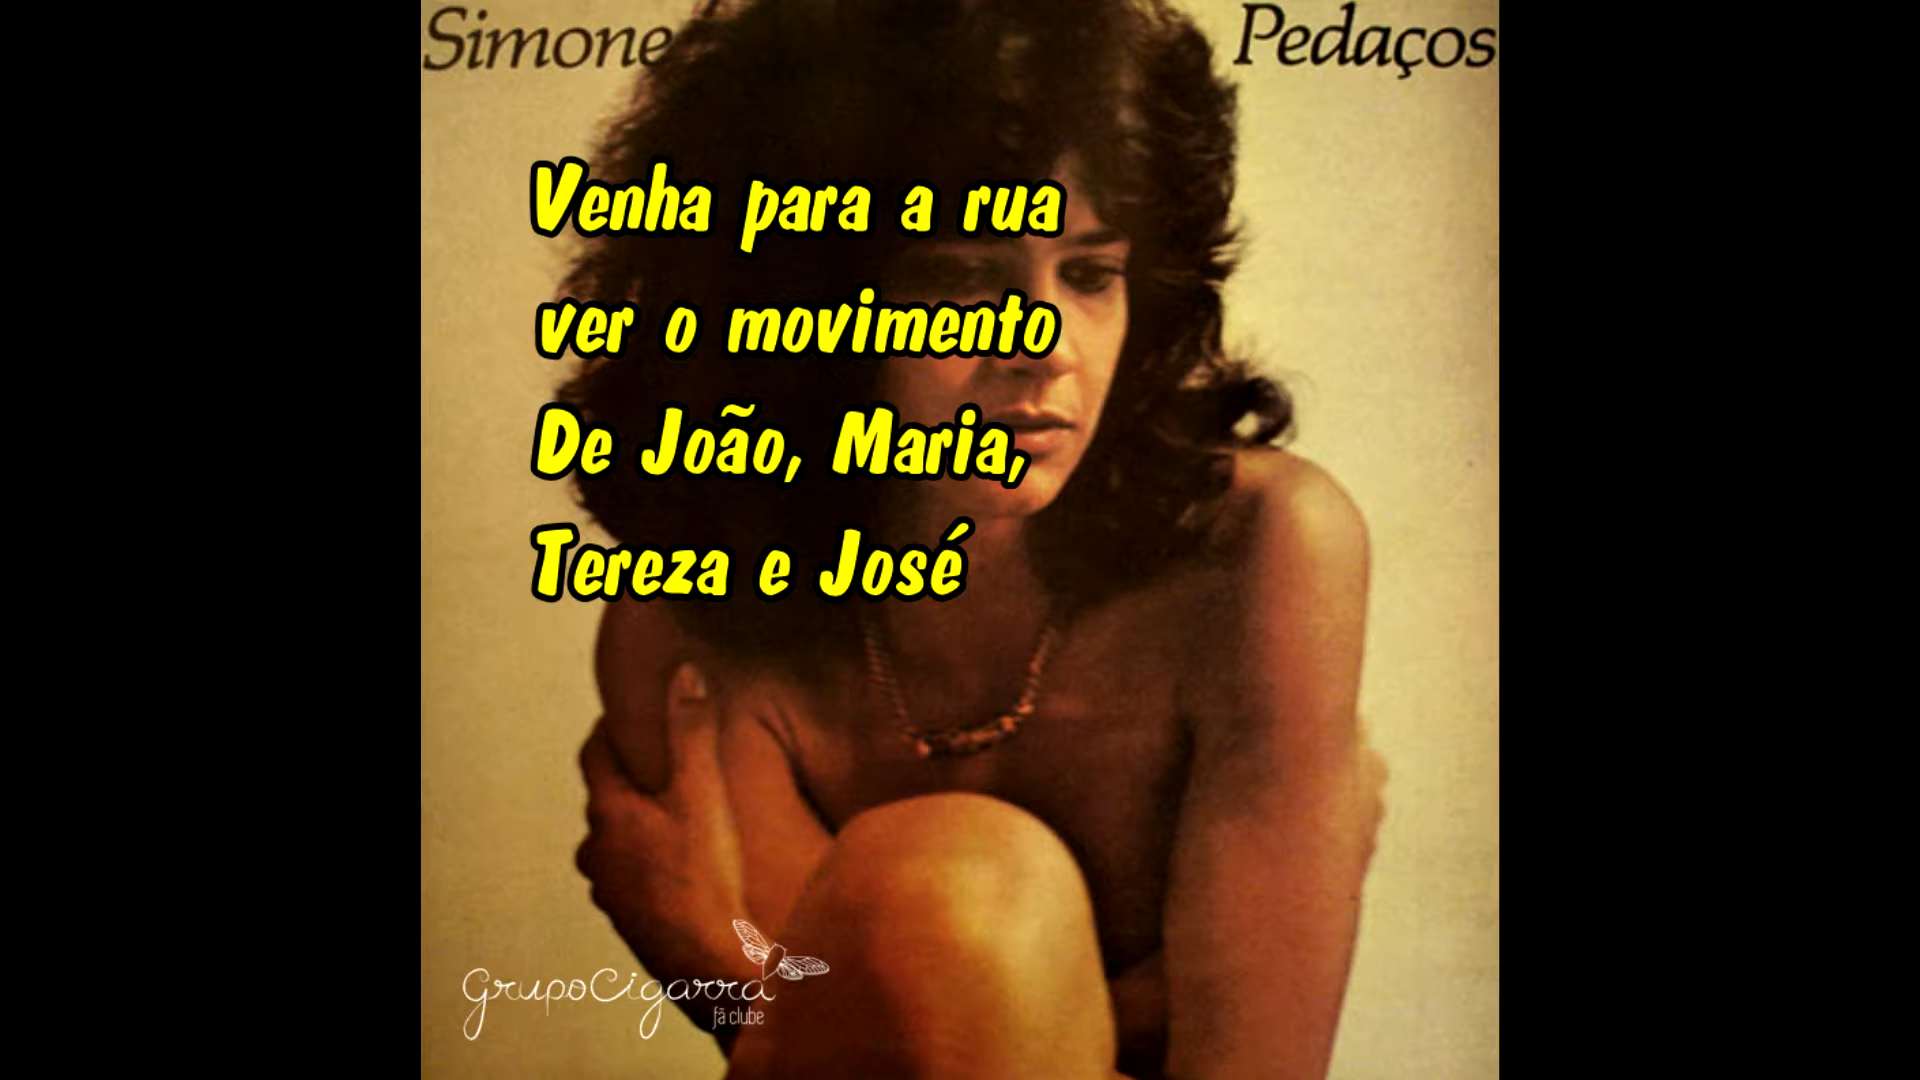 Simone
Pedaços
Venha para a rua
ver o movimento
De João, Maria,
Tereza e José
GrupoCigarra
fã clube